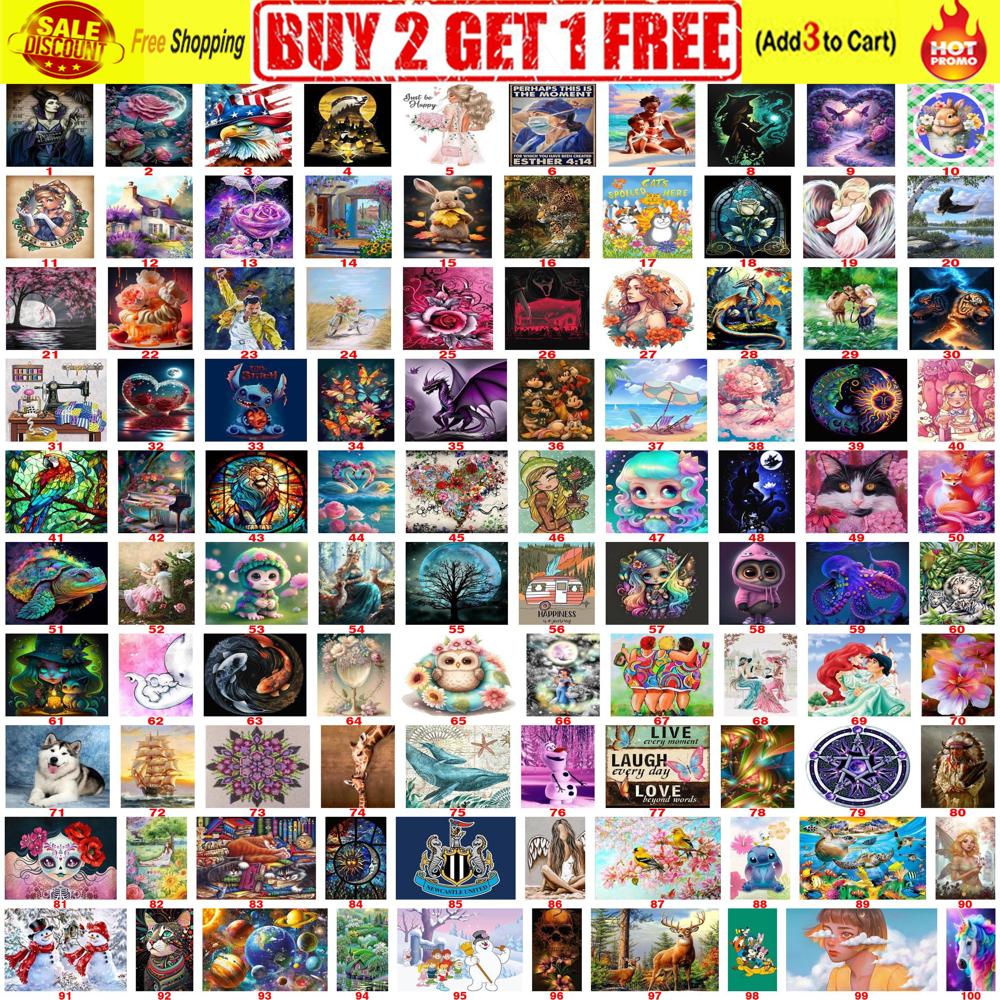 SALE
DISCOUNT
Free Shopping
BUY 2 GET 1 FREE
(Add 3 to Cart)
HOT
PROMO
Just be
Happy
PERHAPS THIS IS
THE MOMENT
FOR WHICH YOU HAVE BEEN CREATED
ESTHER 4:14
1 2 3 4 5 6 7 8 9 10
CATS
SPOILED HERE
11 12 13 14 15 16 17 18 19 20
21 22 23 24 25 26 27 28 29 30
Stitch
31 32 33 34 35 36 37 38 39 40
41 42 43 44 45 46 47 48 49 50
HAPPINESS
51 52 53 54 55 56 57 58 59 60
61 62 63 64 65 66 67 68 69 70
LIVE
every moment
LAUGH
every day
LOVE
beyond words
71 72 73 74 75 76 77 78 79 80
NEWCASTLE UNITED
81 82 83 84 85 86 87 88 89 90
91 92 93 94 95 96 97 98 99 100